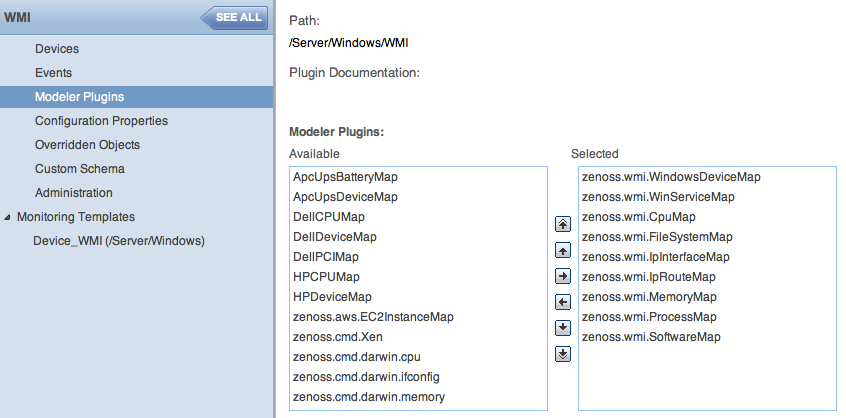 WMI
SEE ALL
Devices
Events
Modeler Plugins
Configuration Properties
Overridden Objects
Custom Schema
Administration
Monitoring Templates
Device_WMI (/Server/Windows)
Path:
/Server/Windows/WMI
Plugin Documentation:
Modeler Plugins:
Available
ApcUpsBatteryMap
ApcUpsDeviceMap
DellCPUMap
DellDeviceMap
DellPCIMap
HPCPUMap
HPDeviceMap
zenoss.aws.EC2InstanceMap
zenoss.cmd.Xen
zenoss.cmd.darwin.cpu
zenoss.cmd.darwin.ifconfig
zenoss.cmd.darwin.memory
Selected
zenoss.wmi.WindowsDeviceMap
zenoss.wmi.WinServiceMap
zenoss.wmi.CpuMap
zenoss.wmi.FileSystemMap
zenoss.wmi.IpInterfaceMap
zenoss.wmi.IpRouteMap
zenoss.wmi.MemoryMap
zenoss.wmi.ProcessMap
zenoss.wmi.SoftwareMap